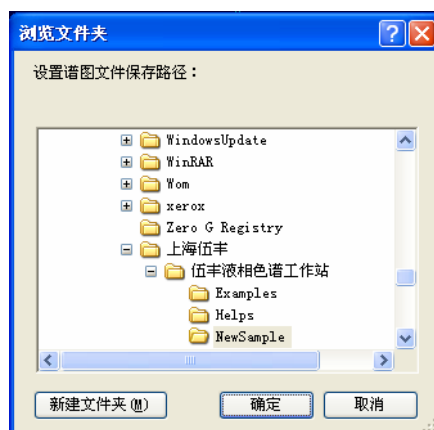 浏览文件夹
设置谱图文件保存路径：
WindowsUpdate
WinRAR
Wom
xerox
Zero G Registry
上海伍丰
伍丰液相色谱工作站
Examples
Helps
NewSample
新建文件夹(M) 确定 取消